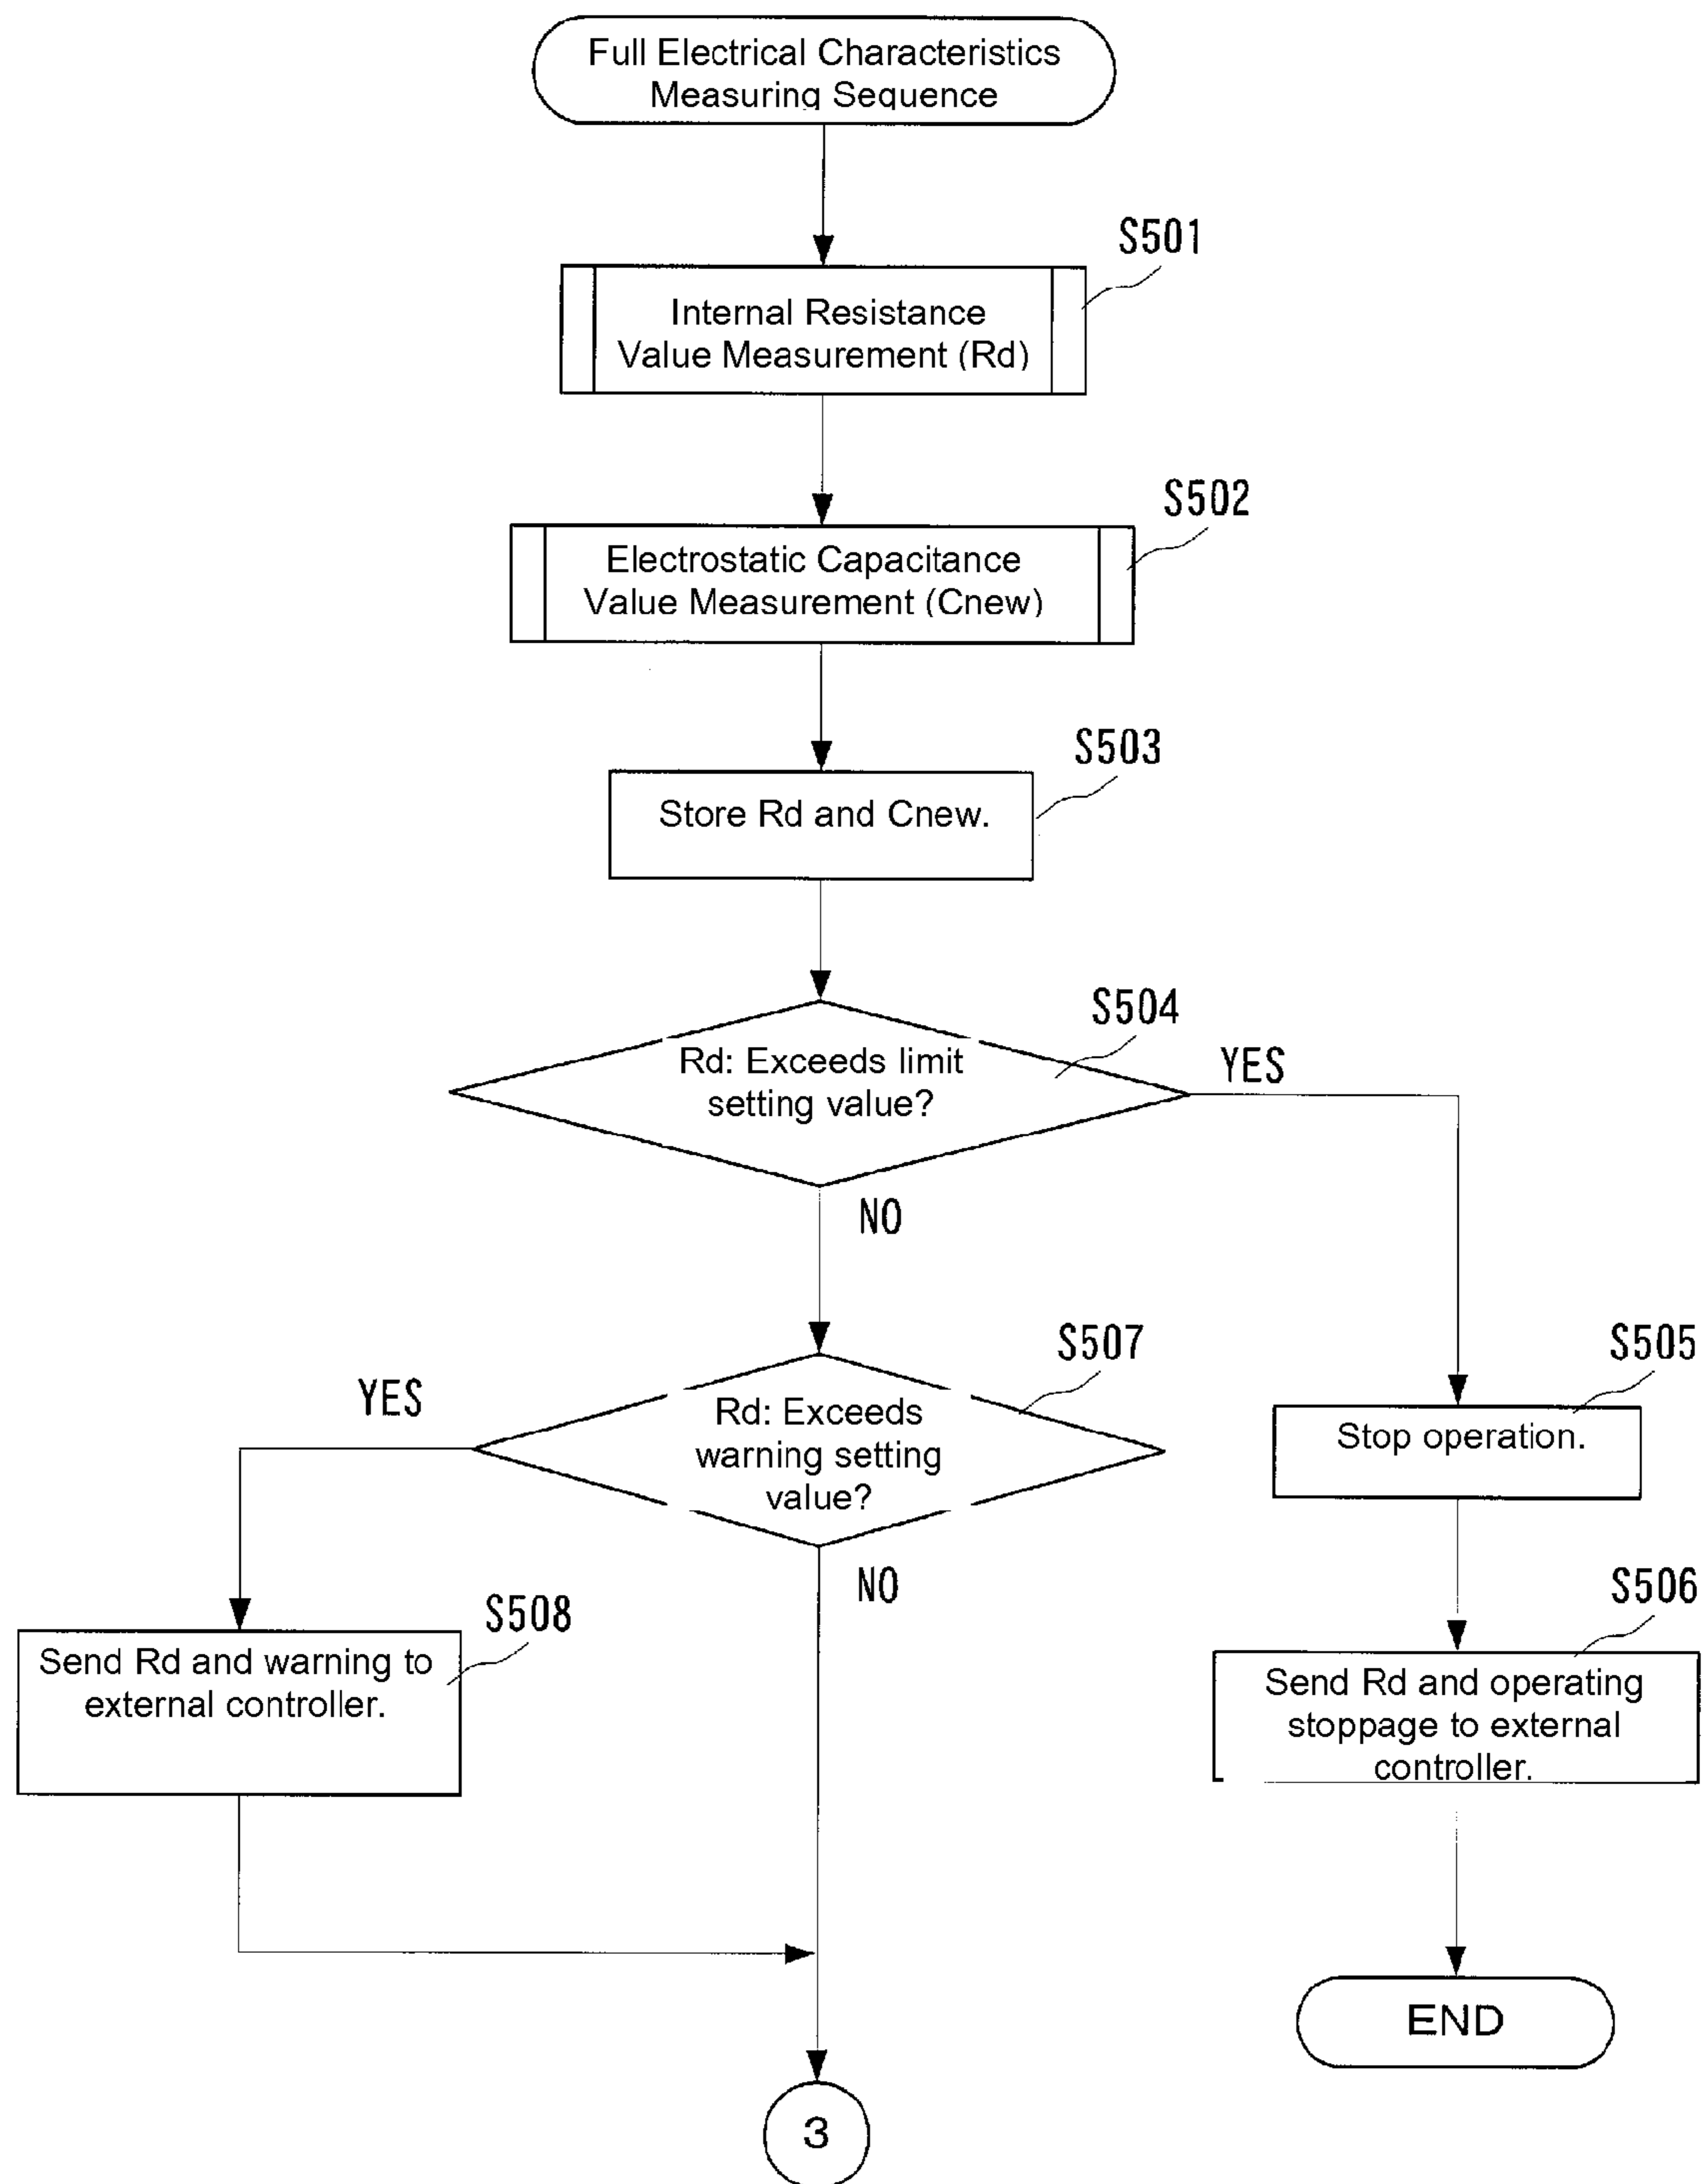 Full Electrical Characteristics
Measuring Sequence
S501
Internal Resistance
Value Measurement (Rd)
S502
Electrostatic Capacitance
Value Measurement (Cnew)
S503
Store Rd and Cnew.
S504
Rd: Exceeds limit
setting value?
YES
NO
S507
Rd: Exceeds
warning setting
value?
YES
NO
S505
Stop operation.
S508
Send Rd and warning to
external controller.
S506
Send Rd and operating
stoppage to external
controller.
END
3